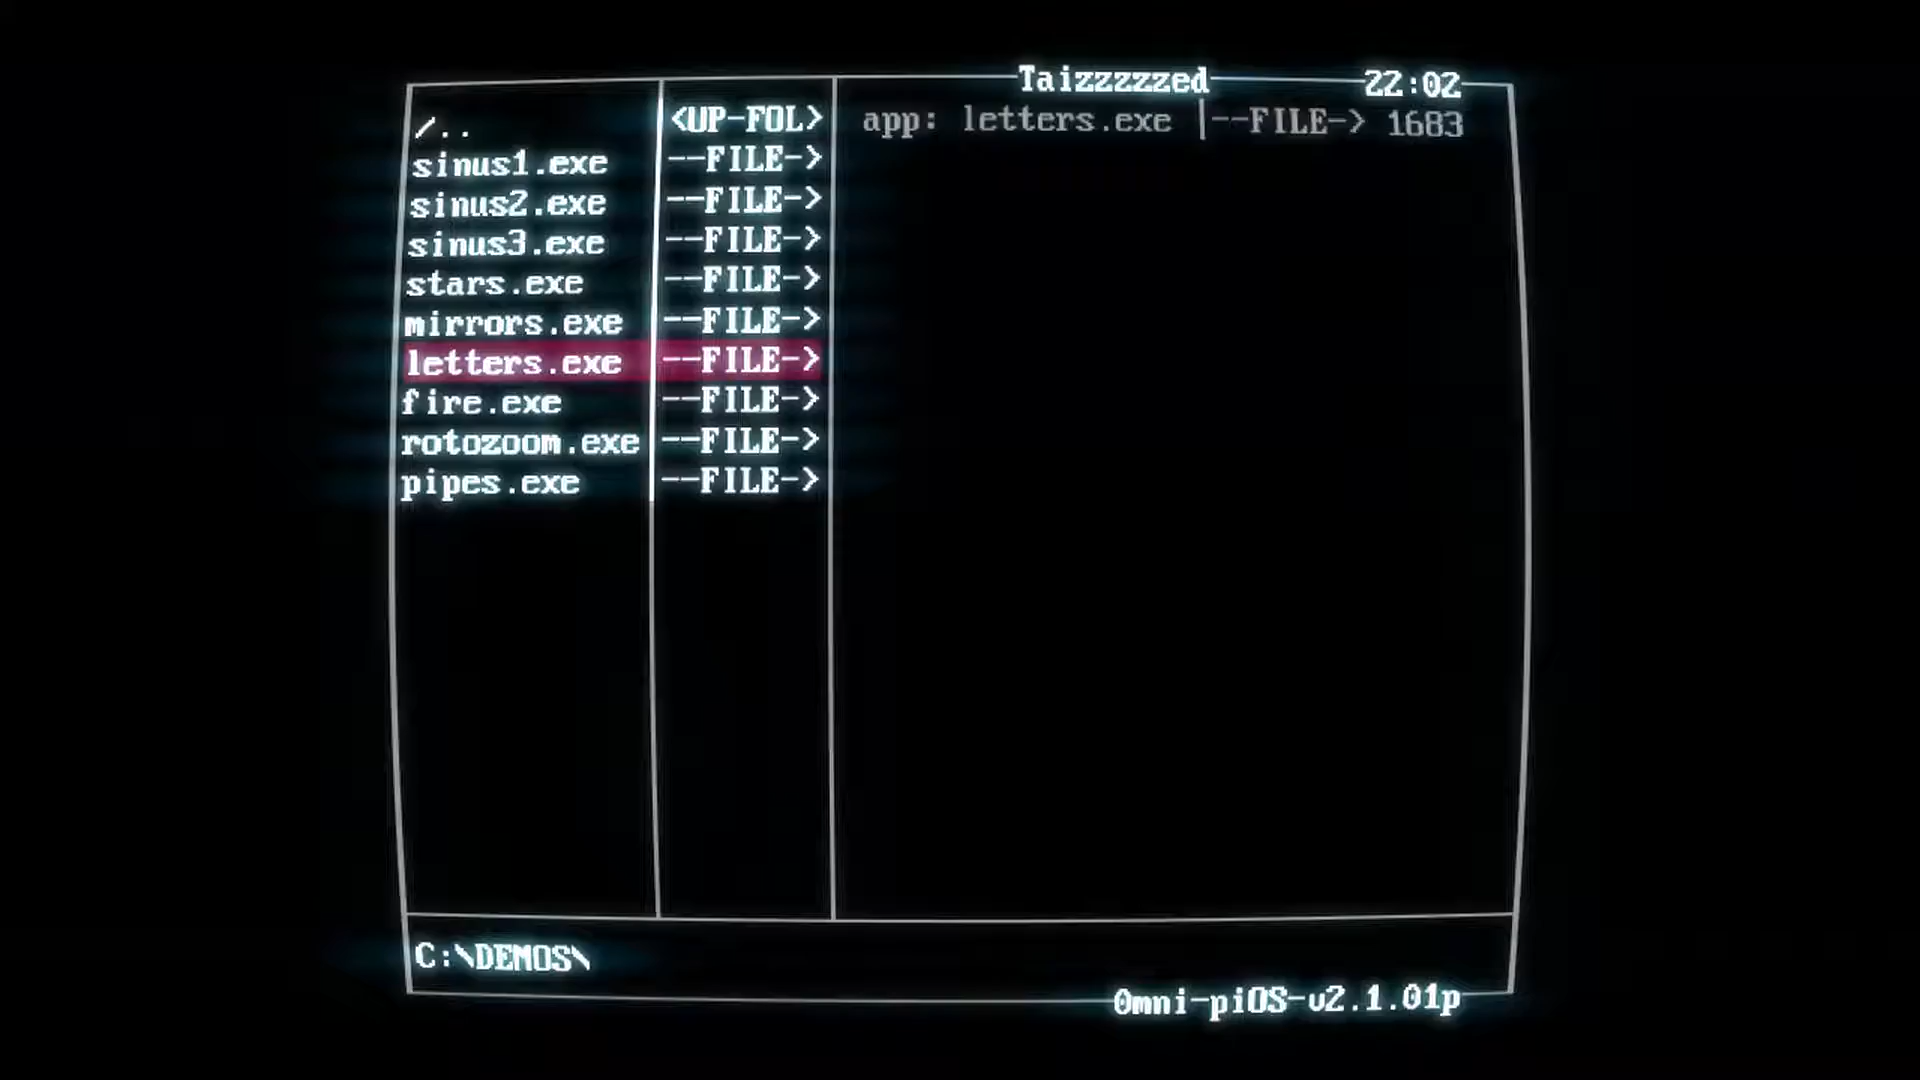 Taizzzzzed 22:02
/.. <UP-FOL> app: letters.exe |--FILE-> 1683
sinus1.exe --FILE->
sinus2.exe --FILE->
sinus3.exe --FILE->
stars.exe --FILE->
mirrors.exe --FILE->
letters.exe --FILE->
fire.exe --FILE->
rotozoom.exe --FILE->
pipes.exe --FILE->
C:\DEMOS\
0mni-piOS-v2.1.01p